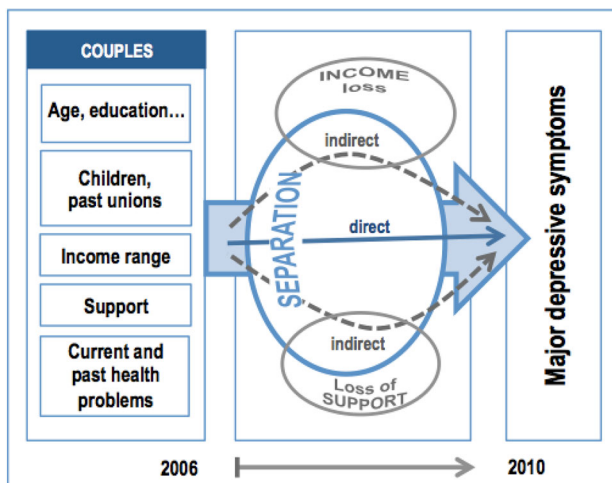 COUPLES
Age, education…
Children,
past unions
Income range
Support
Current and
past health
problems
INCOME
loss
indirect
SEPARATION
direct
indirect
Loss of
SUPPORT
Major depressive symptoms
2006
2010